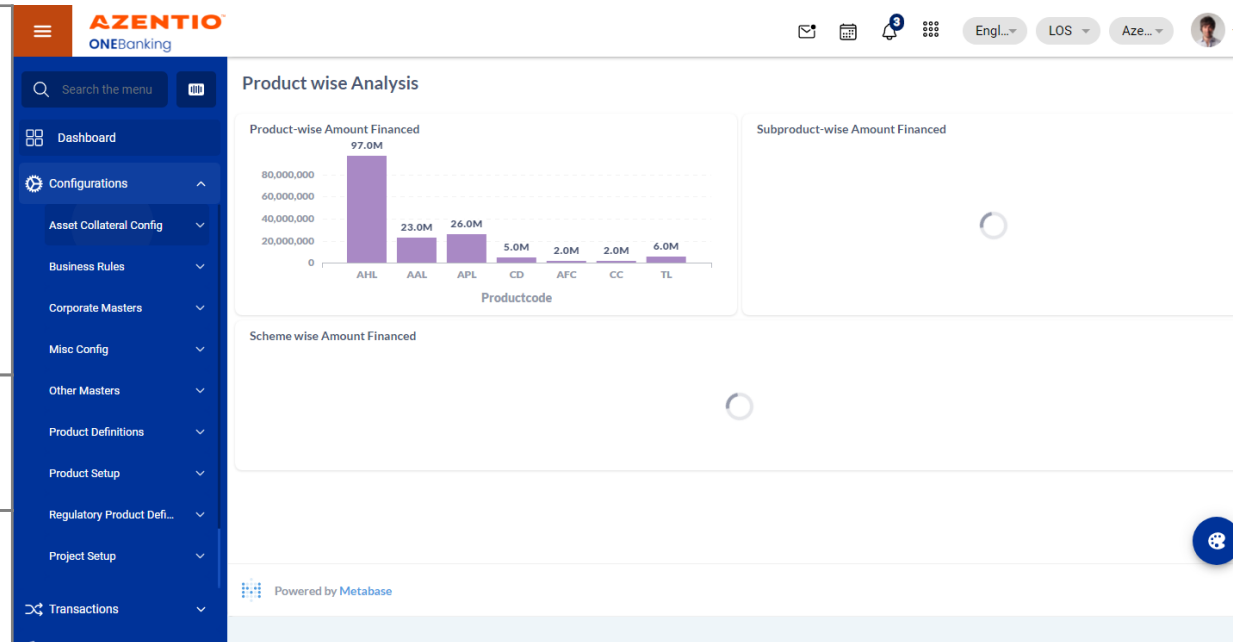 AZENTIO
ONEBanking
3
Engl...
LOS
Aze...
Search the menu
Dashboard
Configurations
Asset Collateral Config
Business Rules
Corporate Masters
Misc Config
Other Masters
Product Definitions
Product Setup
Regulatory Product Defi...
Project Setup
Transactions
Product wise Analysis
Product-wise Amount Financed
97.0M
80,000,000
60,000,000
40,000,000
20,000,000
0
23.0M
26.0M
5.0M
2.0M
2.0M
6.0M
AHL AAL APL CD AFC CC TL
Productcode
Subproduct-wise Amount Financed
Scheme wise Amount Financed
Powered by Metabase